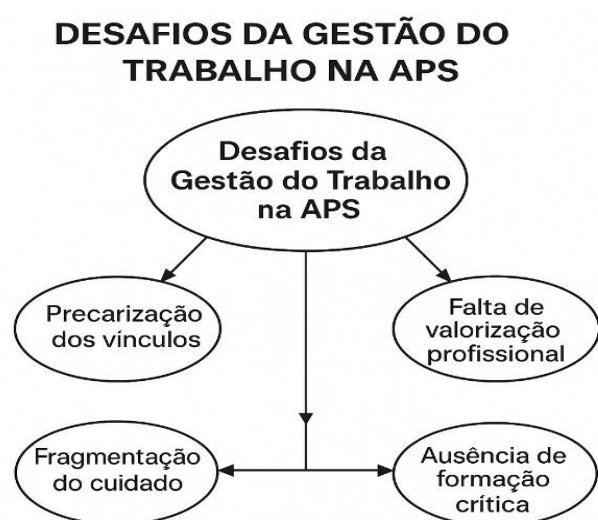 DESAFIOS DA GESTÃO DO
TRABALHO NA APS
Desafios da
Gestão do Trabalho
na APS
Precarização
dos vínculos
Falta de
valorização
profissional
Fragmentação
do cuidado
Ausência de
formação
crítica